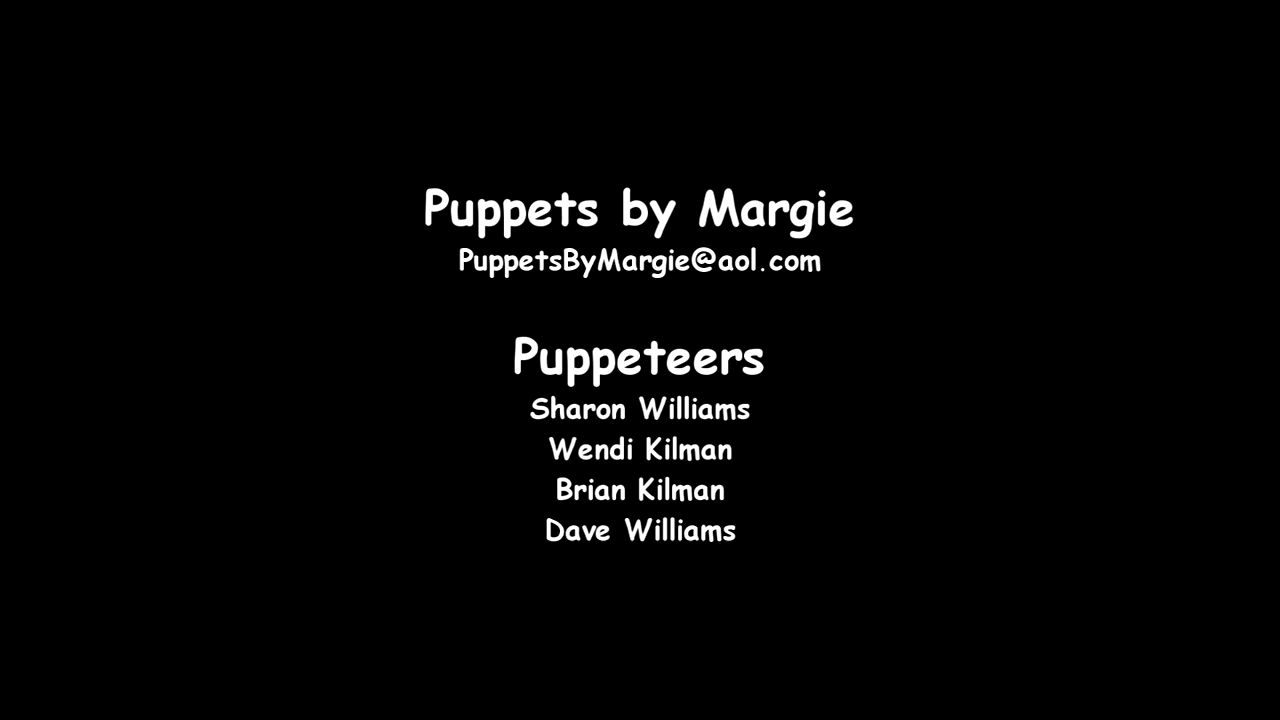 Puppets by Margie
PuppetsByMargie@aol.com
Puppeteers
Sharon Williams
Wendi Kilman
Brian Kilman
Dave Williams